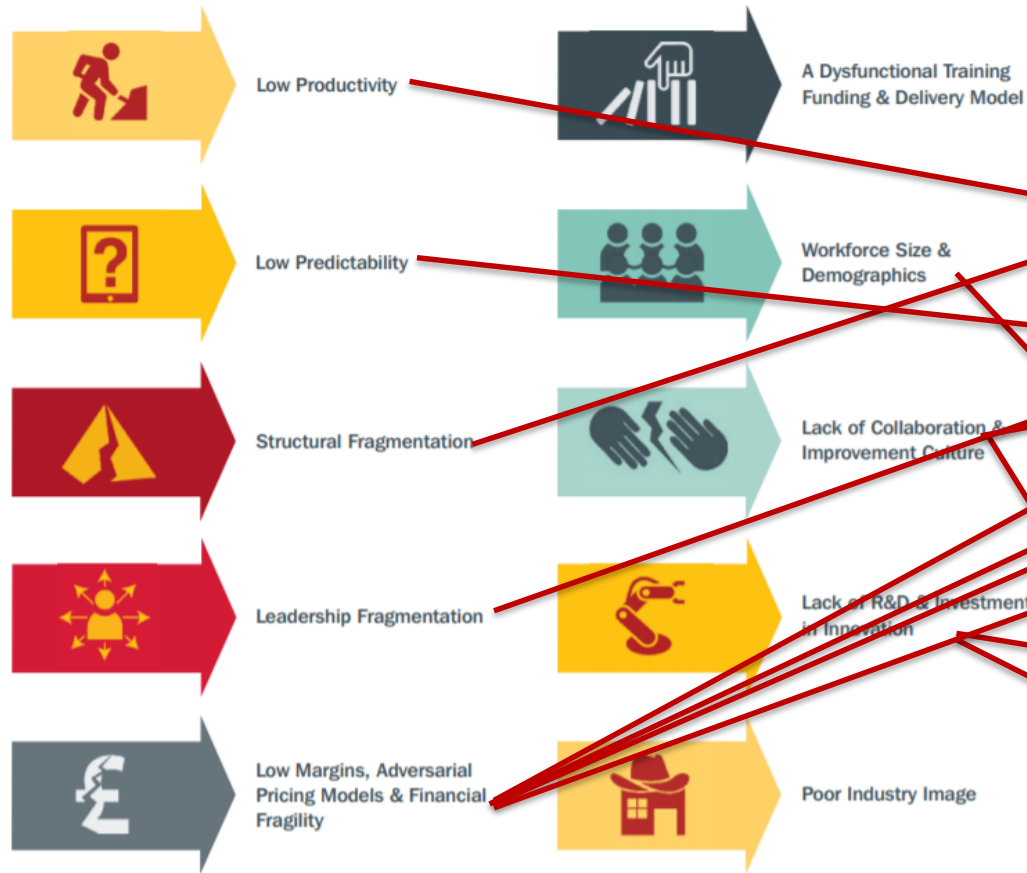 Low Productivity
Low Predictability
Structural Fragmentation
Leadership Fragmentation
Low Margins, Adversarial
Pricing Models & Financial
Fragility
A Dysfunctional Training
Funding & Delivery Model
Workforce Size &
Demographics
Lack of Collaboration &
Improvement Culture
Lack of R&D & Investment
in Innovation
Poor Industry Image
?
£